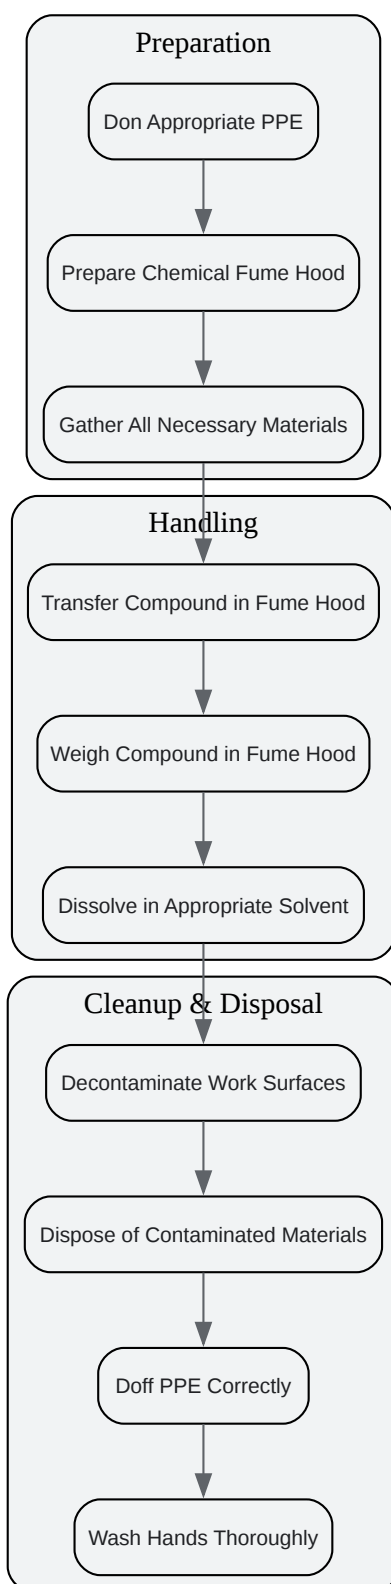 Preparation
Don Appropriate PPE
Prepare Chemical Fume Hood
Gather All Necessary Materials
Handling
Transfer Compound in Fume Hood
Weigh Compound in Fume Hood
Dissolve in Appropriate Solvent
Cleanup & Disposal
Decontaminate Work Surfaces
Dispose of Contaminated Materials
Doff PPE Correctly
Wash Hands Thoroughly